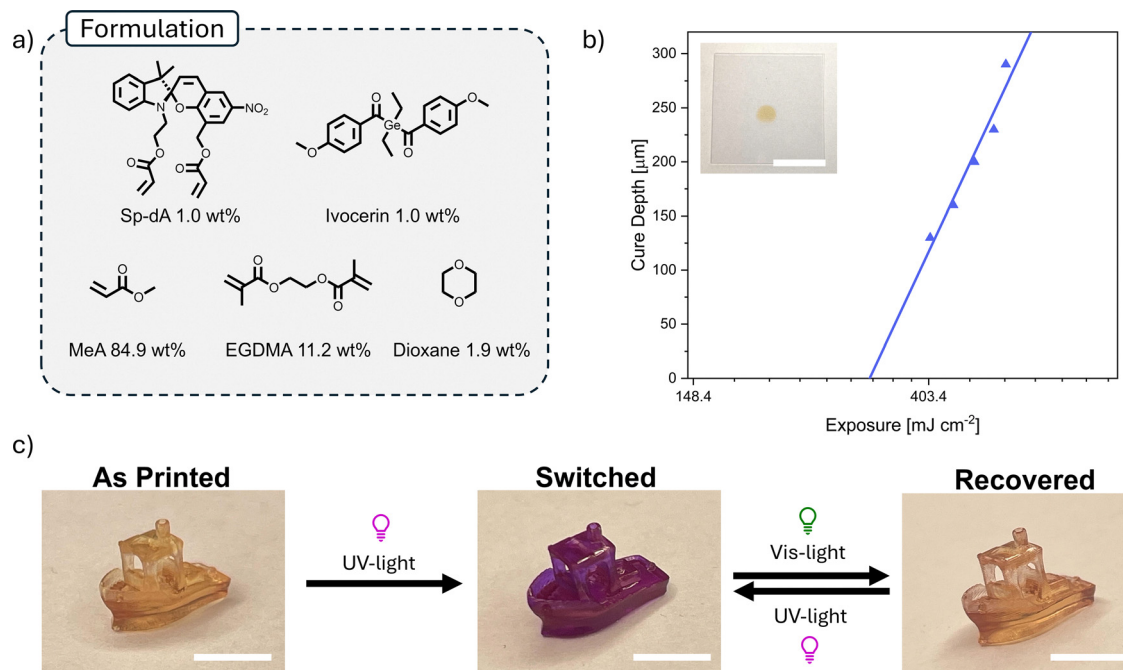 a)
Formulation
N
O
NO₂
O
O
O
O
Sp-dA 1.0 wt%
O
O
Ge
O
O
Ivocerin 1.0 wt%
O
O
MeA 84.9 wt%
O
O
O
O
EGDMA 11.2 wt%
O
O
Dioxane 1.9 wt%
b)
Cure Depth [μm]
300
250
200
150
100
50
0
148.4
403.4
Exposure [mJ cm⁻²]
c)
As Printed
UV-light
Switched
Vis-light
UV-light
Recovered